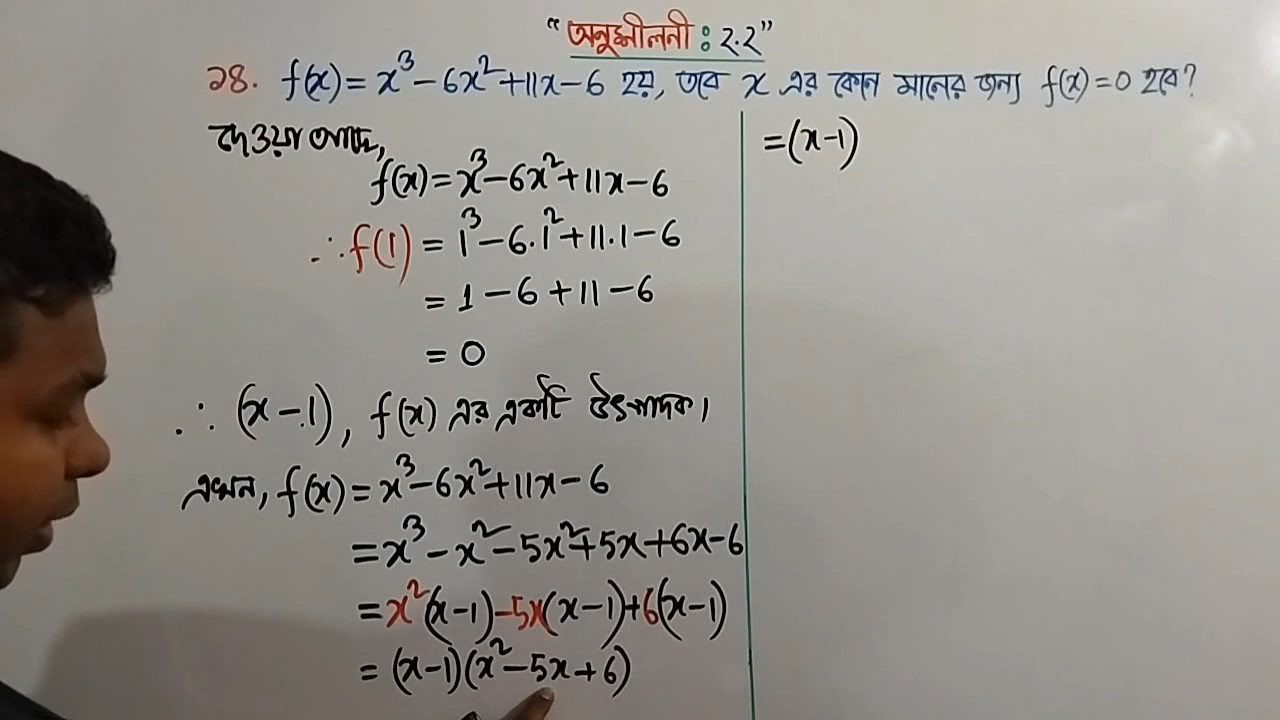 "অনুশীলনী : ২.২"
১৪. f(x) = x³ - 6x² + 11x - 6 হয়, তবে x এর কোন মানের জন্য f(x) = 0 হবে?
দেওয়া আছে,
f(x) = x³ - 6x² + 11x - 6
∴ f(1) = 1³ - 6.1² + 11.1 - 6
= 1 - 6 + 11 - 6
= 0
∴ (x - 1), f(x) এর একটি উৎপাদক।
এখন, f(x) = x³ - 6x² + 11x - 6
= x³ - x² - 5x² + 5x + 6x - 6
= x²(x - 1) - 5x(x - 1) + 6(x - 1)
= (x - 1)(x² - 5x + 6)
= (x - 1)